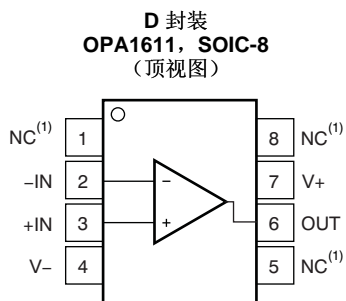 D 封装
OPA1611，SOIC-8
（顶视图）
NC(1) 1 8 NC(1)
–IN 2 – 7 V+
+IN 3 + 6 OUT
V– 4 5 NC(1)